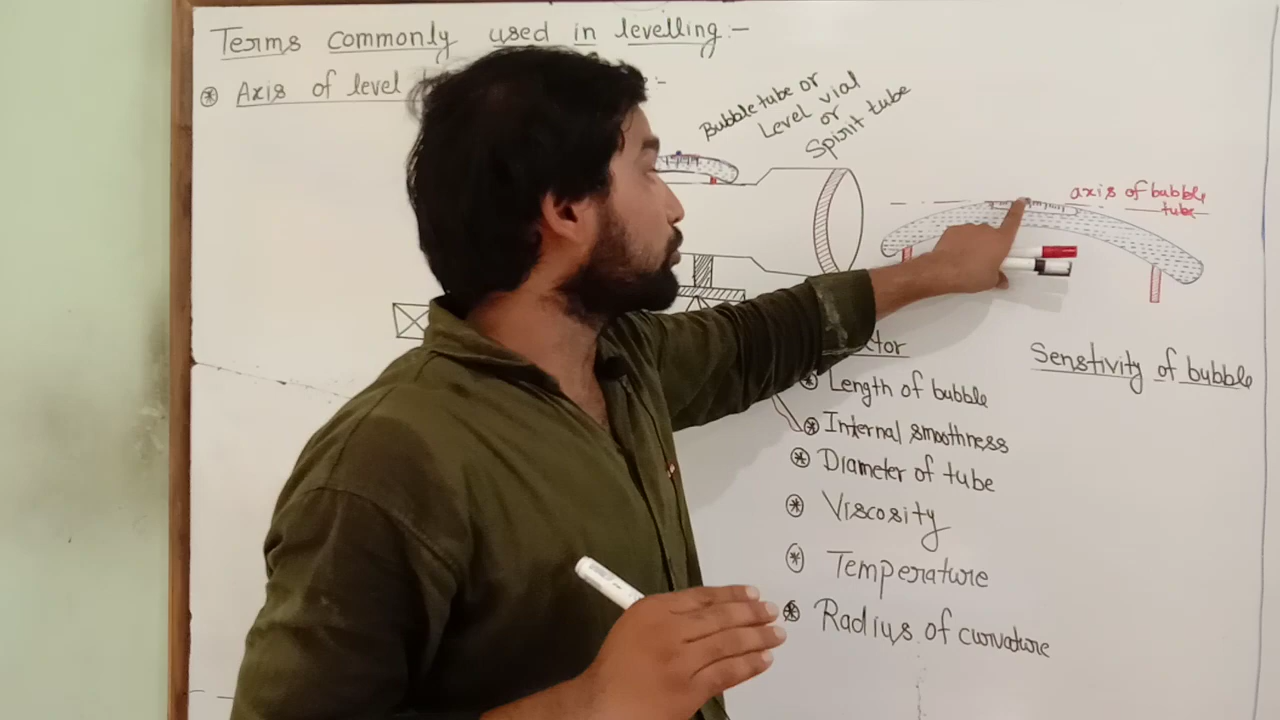 Terms commonly used in levelling :-
Axis of level :-
Bubble tube or
Level vial
or
Spirit tube
axis of bubble
tube
Senstivity of bubble
Length of bubble
Internal smoothness
Diameter of tube
Viscosity
Temperature
Radius of curvature